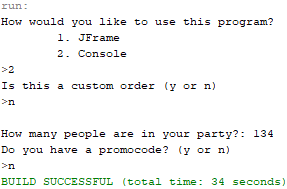 run:
How would you like to use this program?
1. JFrame
2. Console
>2
Is this a custom order (y or n)
>n
How many people are in your party?: 134
Do you have a promocode? (y or n)
>n
BUILD SUCCESSFUL (total time: 34 seconds)